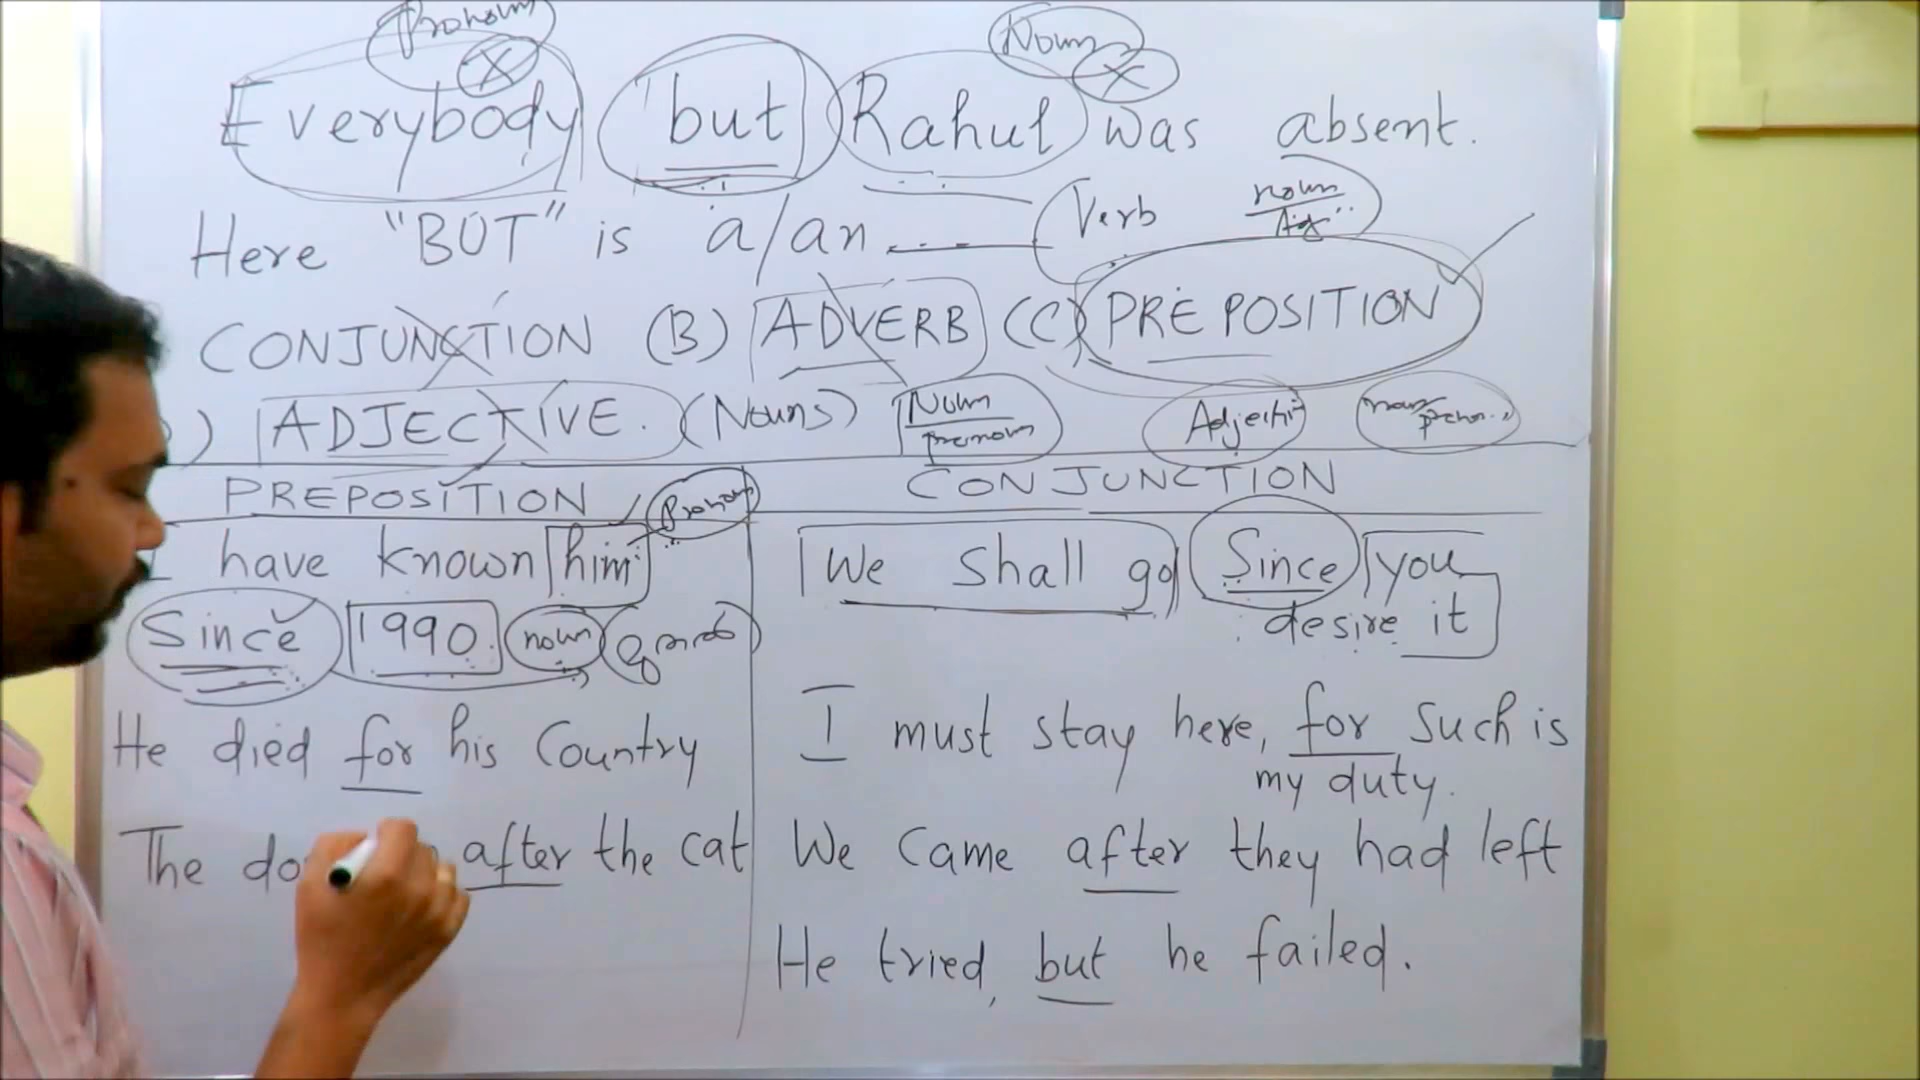 Pronoun Noun
X X
Everybody but Rahul was absent.
Here "BUT" is a/an Verb noun
CONJUNCTION (B) ADVERB (C) PREPOSITION
) ADJECTIVE. (Nouns) Noun
pronoun
PREPOSITION
CONJUNCTION
I have known him Pronoun
Since 1990 noun
He died for his Country
The after the cat
We shall go Since you
desire it
I must stay here, for such is
my duty.
We came after they had left
He tried, but he failed.